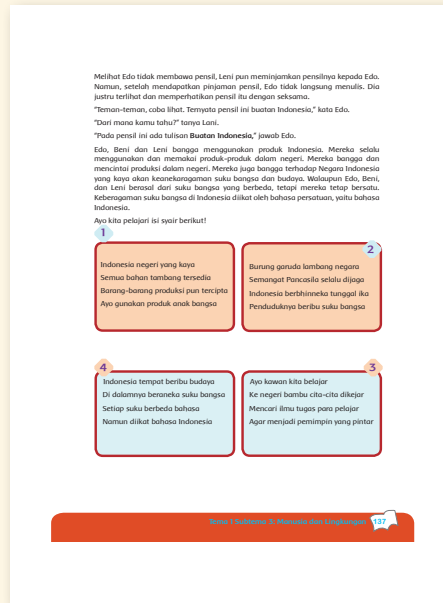 Melihat Edo tidak membawa pensil, Leni pun meminjamkan pensilnya kepada Edo.
Namun, setelah mendapatkan pinjaman pensil, Edo tidak langsung menulis. Dia
justru terlihat dan memperhatikan pensil itu dengan seksama.
"Teman-teman, coba lihat. Ternyata pensil ini buatan Indonesia," kata Edo.
"Dari mana kamu tahu?" tanya Lani.
"Pada pensil ini ada tulisan Buatan Indonesia," jawab Edo.
Edo, Beni dan Leni bangga menggunakan produk Indonesia. Mereka selalu
menggunakan dan memakai produk-produk dalam negeri. Mereka bangga dan
mencintai produksi dalam negeri. Mereka juga bangga terhadap Negara Indonesia
yang kaya akan keanekaragaman suku bangsa dan budaya. Walaupun Edo, Beni,
dan Leni berasal dari suku bangsa yang berbeda, tetapi mereka tetap bersatu.
Keberagaman suku bangsa di Indonesia diikat oleh bahasa persatuan, yaitu bahasa
Indonesia.
Ayo kita pelajari isi syair berikut!
1
Indonesia negeri yang kaya
Semua bahan tambang tersedia
Barang-barang produksi pun tercipta
Ayo gunakan produk anak bangsa
2
Burung garuda lambang negara
Semangat Pancasila selalu dijaga
Indonesia berbhinneka tunggal ika
Penduduknya beribu suku bangsa
4
Indonesia tempat beribu budaya
Di dalamnya beraneka suku bangsa
Setiap suku berbeda bahasa
Namun diikat bahasa Indonesia
3
Ayo kawan kita belajar
Ke negeri bambu cita-cita dikejar
Mencari ilmu tugas para pelajar
Agar menjadi pemimpin yang pintar
Tema 7 Subtema 3: Manusia dan Lingkungan 137